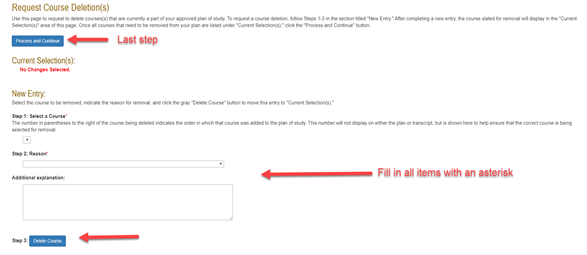 Request Course Deletion(s)
Use this page to request to delete courses(s) that are currently a part of your approved plan of study. To request a course deletion, follow Steps 1-3 in the section titled "New Entry." After completing a new entry, the course slated for removal will display in the "Current
Selection(s)" area of this page. Once all courses that need to be removed from your plan are listed under "Current Selection(s)," click the "Process and Continue" button.
Process and Continue
Last step
Current Selection(s):
No Changes Selected.
New Entry:
Select the course to be removed, indicate the reason for removal, and click the gray "Delete Course" button to move this entry to "Current Selection(s)."
Step 1: Select a Course*
The number in parentheses to the right of the course being deleted indicates the order in which that course was added to the plan of study. This number will not display on either the plan or transcript, but is shown here to help ensure that the correct course is being
selected for removal.
Step 2: Reason*
Additional explanation:
Fill in all items with an asterisk
Step 3: Delete Course